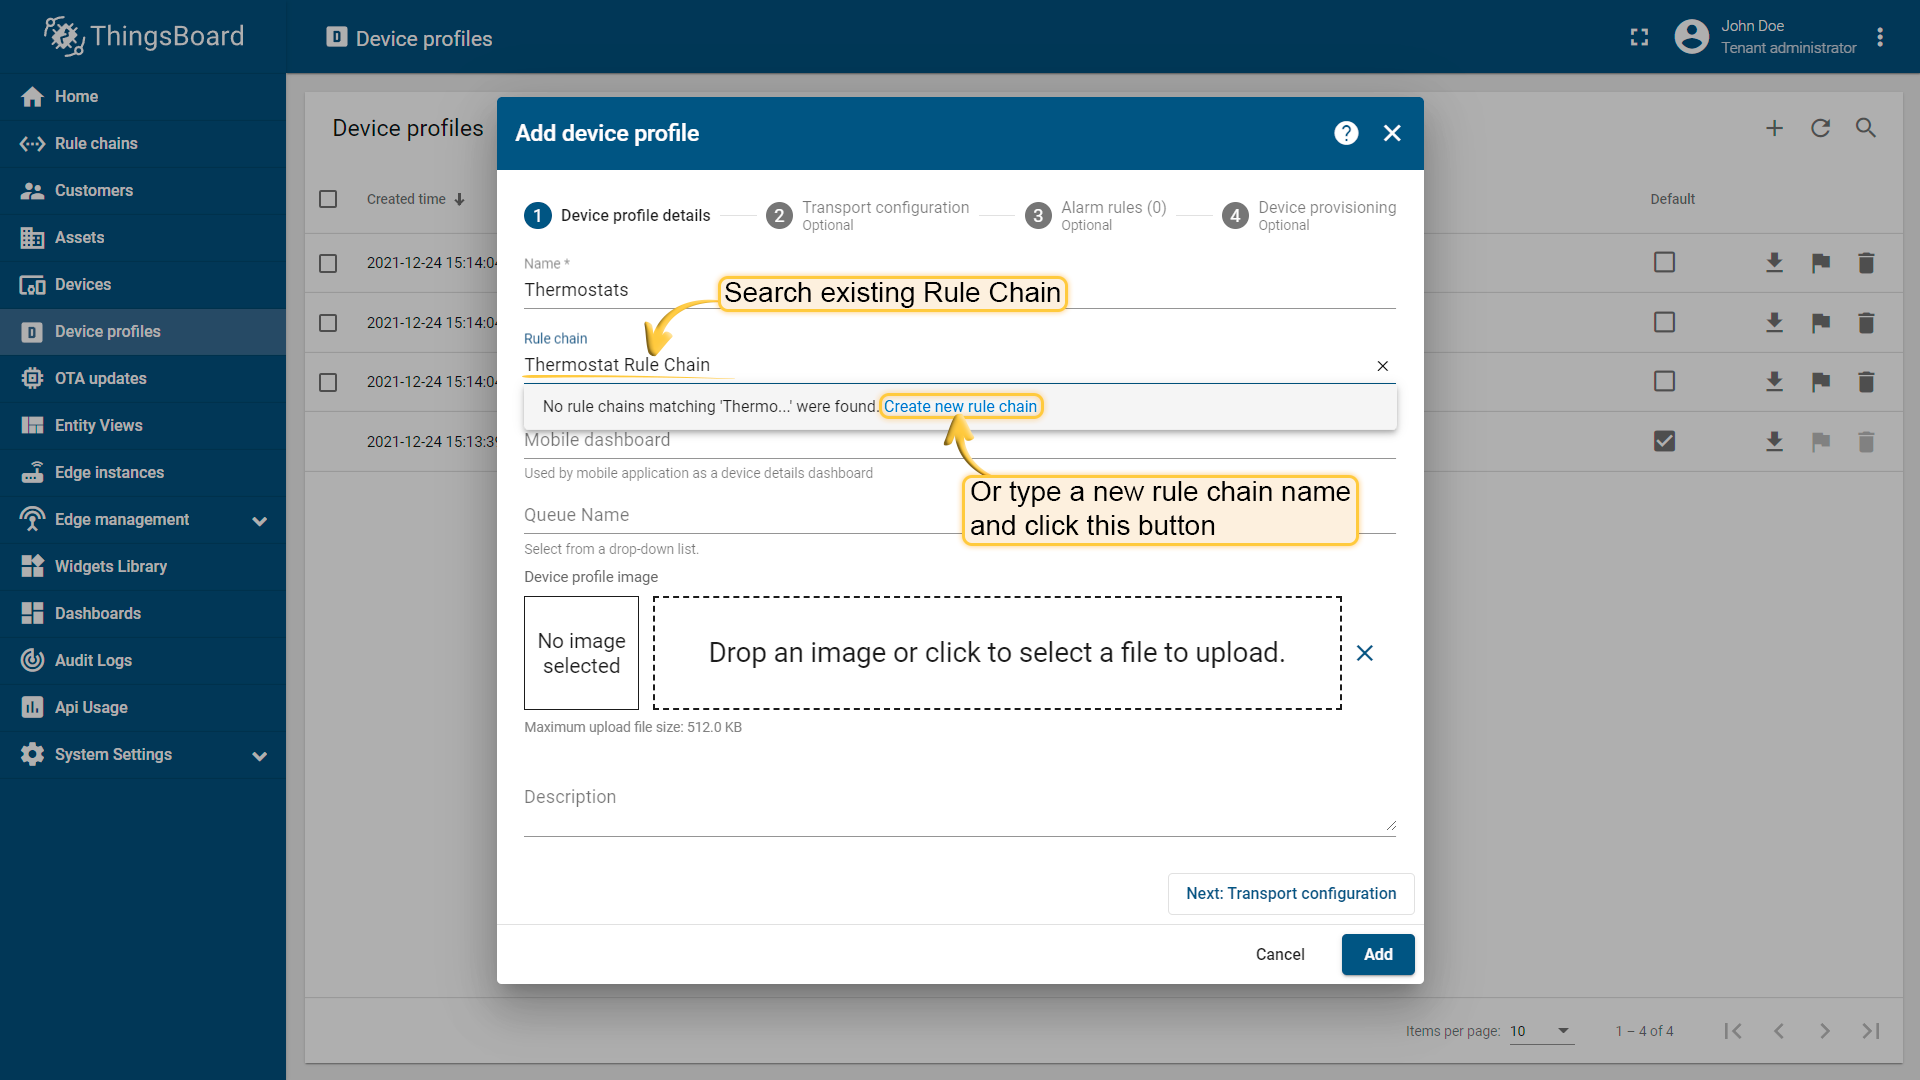 ThingsBoard
D Device profiles
John Doe
Tenant administrator
Home
Rule chains
Customers
Assets
Devices
D Device profiles
OTA updates
Entity Views
Edge instances
Edge management
Widgets Library
Dashboards
Audit Logs
Api Usage
System Settings
Device profiles
Created time
Default
2021-12-24 15:14:04
2021-12-24 15:14:04
2021-12-24 15:14:04
2021-12-24 15:13:39
Add device profile
?
1 Device profile details
2 Transport configuration
Optional
3 Alarm rules (0)
Optional
4 Device provisioning
Optional
Name *
Thermostats
Search existing Rule Chain
Rule chain
Thermostat Rule Chain
No rule chains matching 'Thermo...' were found. Create new rule chain
Mobile dashboard
Used by mobile application as a device details dashboard
Or type a new rule chain name
and click this button
Queue Name
Select from a drop-down list.
Device profile image
No image
selected
Drop an image or click to select a file to upload.
Maximum upload file size: 512.0 KB
Description
Next: Transport configuration
Cancel
Add
Items per page: 10
1 – 4 of 4